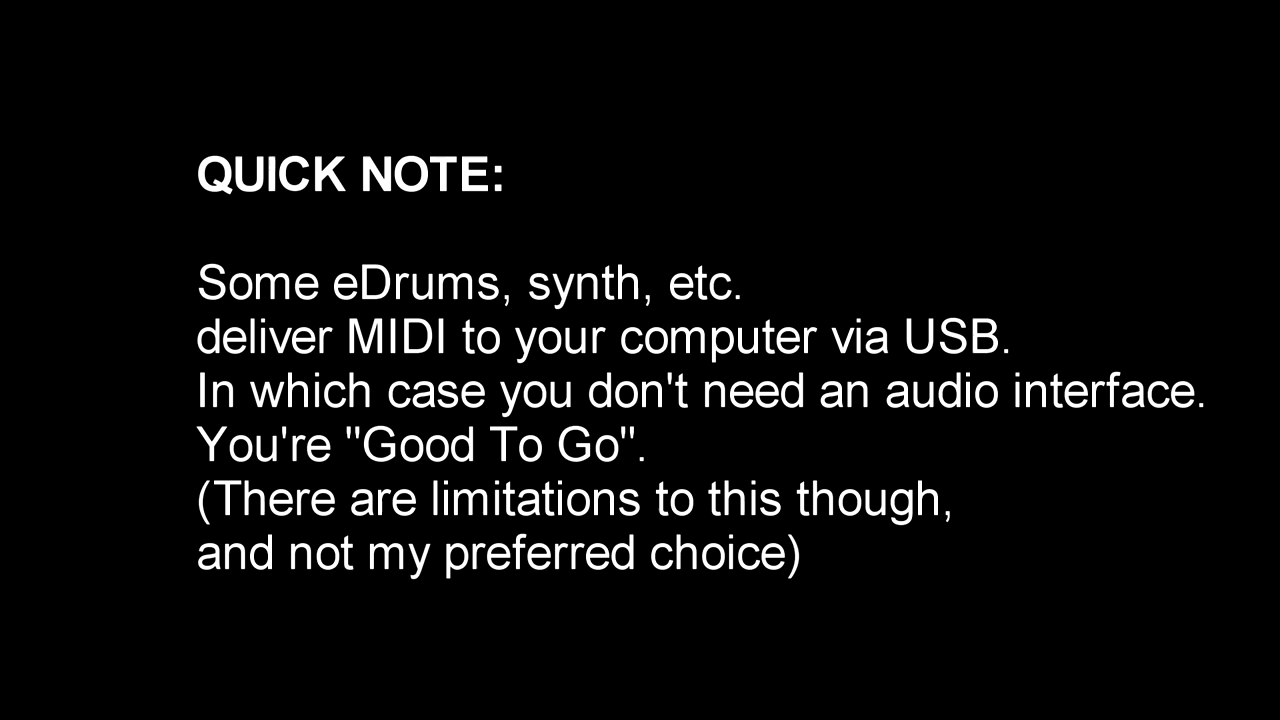 QUICK NOTE:
Some eDrums, synth, etc.
deliver MIDI to your computer via USB.
In which case you don't need an audio interface.
You're "Good To Go".
(There are limitations to this though,
and not my preferred choice)